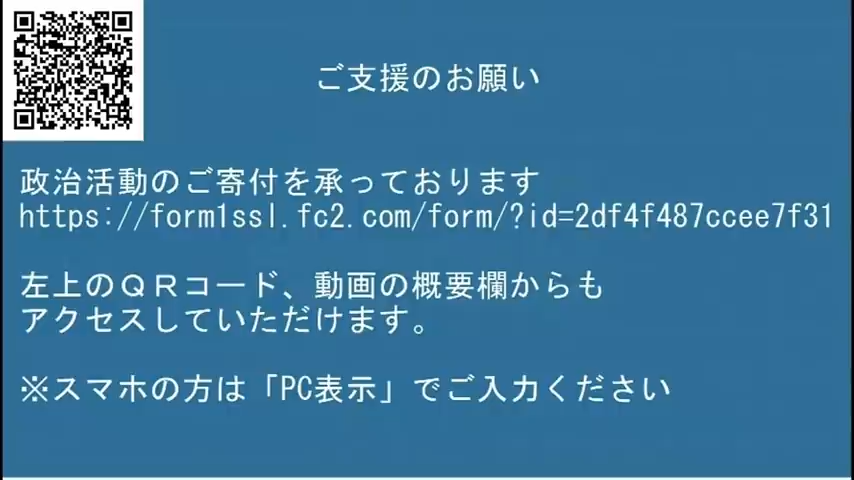 ご支援のお願い
政治活動のご寄付を承っております
https://form1ssl.fc2.com/form/?id=2df4f487ccee7f31
左上のＱＲコード、動画の概要欄からも
アクセスしていただけます。
※スマホの方は「PC表示」でご入力ください